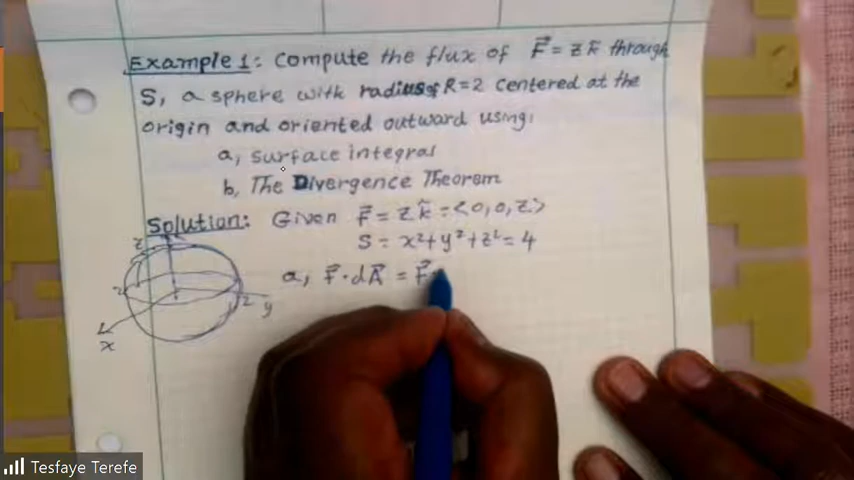 Example 1: Compute the flux of F⃗ = z k̂ through
S, a sphere with radius of R=2 centered at the
origin and oriented outward using:
a, surface integral
b, The Divergence Theorem
Solution: Given F⃗ = z k̂ = <0, 0, z>
S = x² + y² + z² = 4
a, F⃗ · dA⃗ = F⃗ ·
z
2
2
y
x
Tesfaye Terefe